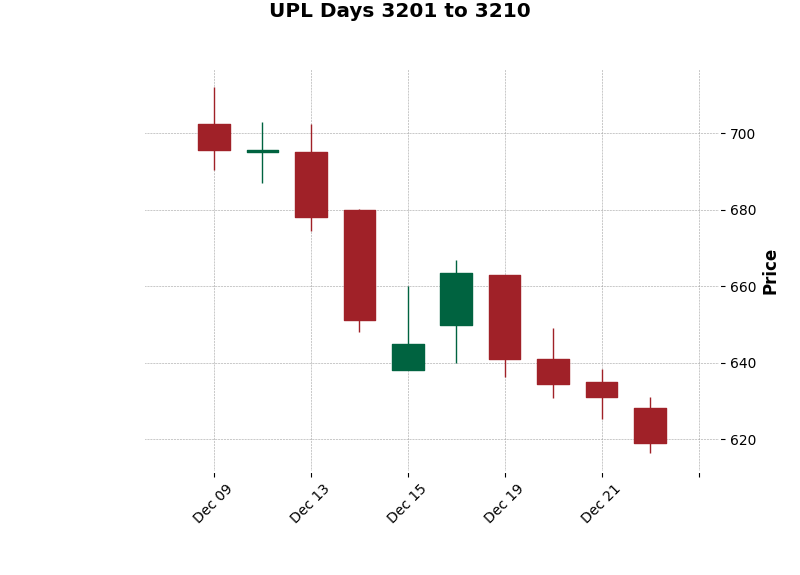 UPL Days 3201 to 3210
700
680
660
640
620
Price
Dec 09
Dec 13
Dec 15
Dec 19
Dec 21